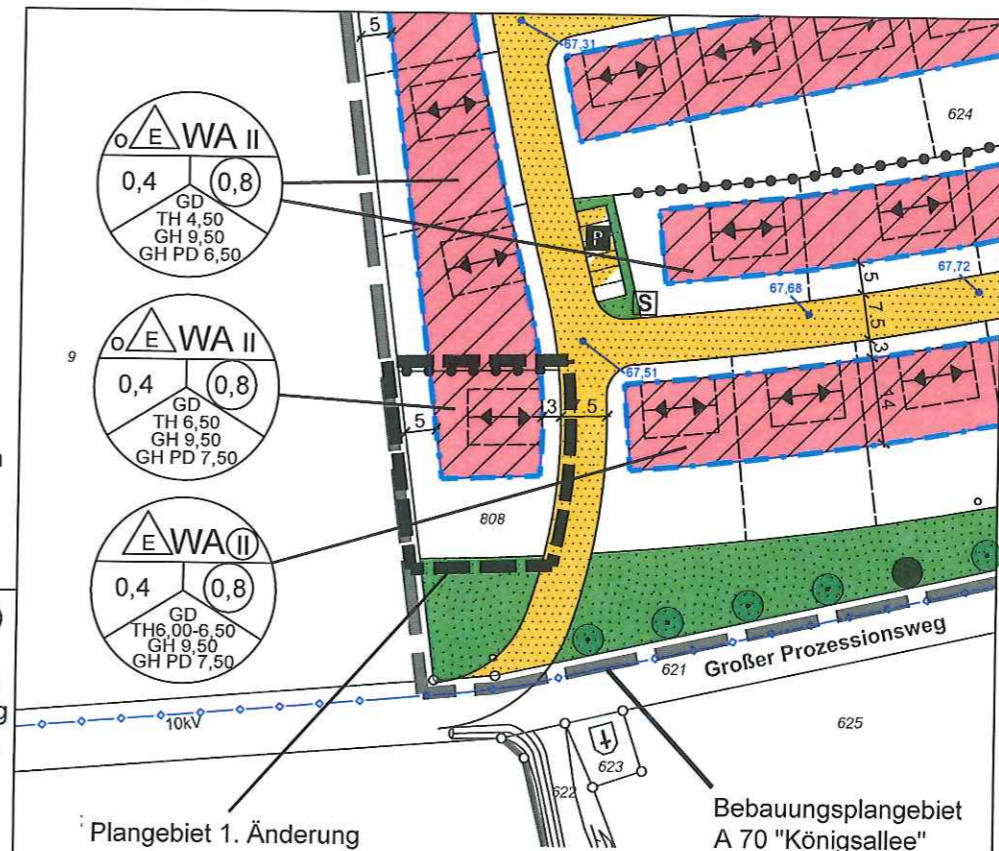 5
67,31
624
o E WA II
0,4 0,8
GD
TH 4,50
GH 9,50
GH PD 6,50
P
S
67,68
67,72
5
7.5
3
14
9
o E WA II
0,4 0,8
GD
TH 6,50
GH 9,50
GH PD 7,50
67,51
5
3
7.5
808
E WA II
0,4 0,8
GD
TH6,00-6,50
GH 9,50
GH PD 7,50
Großer Prozessionsweg
621
10kV
625
623
622
Plangebiet 1. Änderung
Bebauungsplangebiet
A 70 "Königsallee"